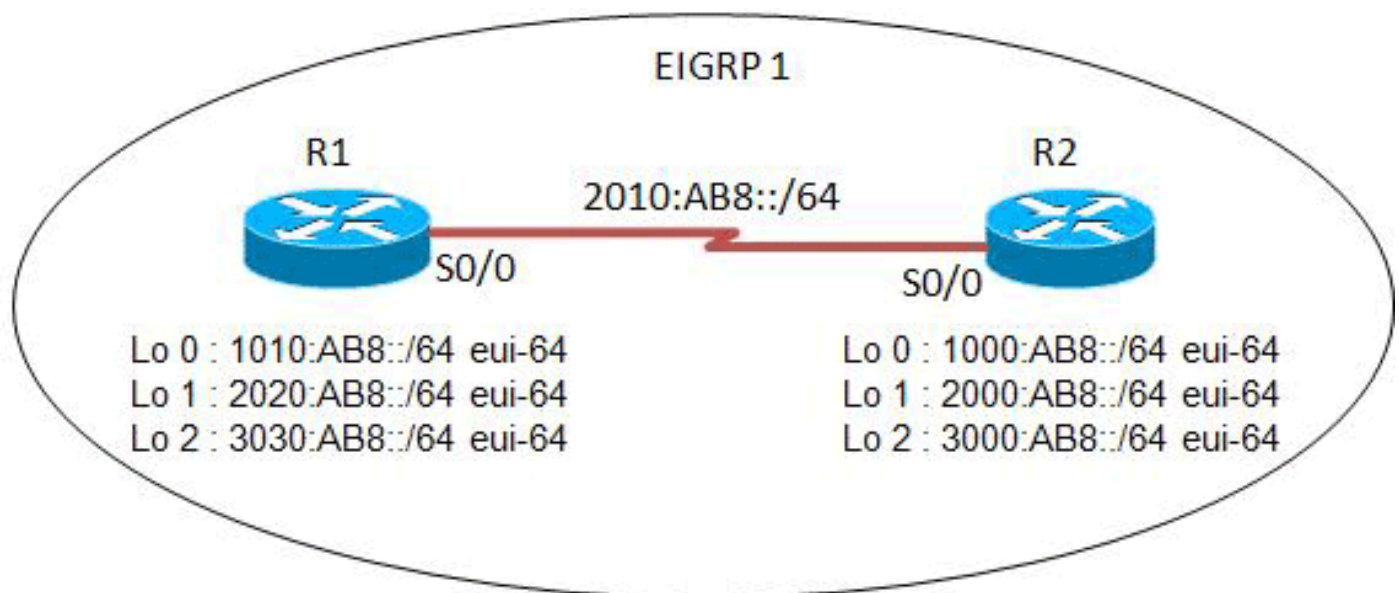 EIGRP 1
R1
R2
2010:AB8::/64
S0/0
S0/0
Lo 0 : 1010:AB8::/64 eui-64
Lo 1 : 2020:AB8::/64 eui-64
Lo 2 : 3030:AB8::/64 eui-64
Lo 0 : 1000:AB8::/64 eui-64
Lo 1 : 2000:AB8::/64 eui-64
Lo 2 : 3000:AB8::/64 eui-64